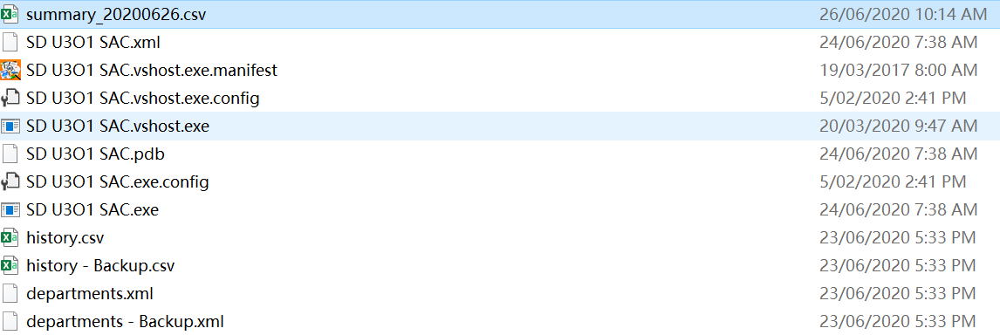 summary_20200626.csv 26/06/2020 10:14 AM
SD U3O1 SAC.xml 24/06/2020 7:38 AM
SD U3O1 SAC.vshost.exe.manifest 19/03/2017 8:00 AM
SD U3O1 SAC.vshost.exe.config 5/02/2020 2:41 PM
SD U3O1 SAC.vshost.exe 20/03/2020 9:47 AM
SD U3O1 SAC.pdb 24/06/2020 7:38 AM
SD U3O1 SAC.exe.config 5/02/2020 2:41 PM
SD U3O1 SAC.exe 24/06/2020 7:38 AM
history.csv 23/06/2020 5:33 PM
history - Backup.csv 23/06/2020 5:33 PM
departments.xml 23/06/2020 5:33 PM
departments - Backup.xml 23/06/2020 5:33 PM